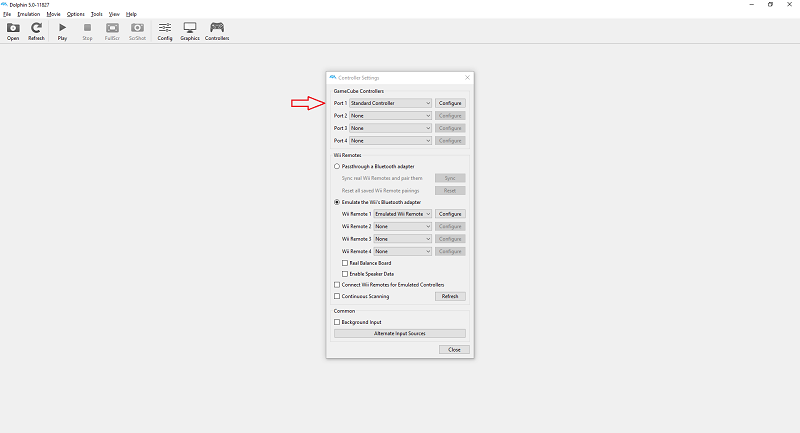 Dolphin 5.0-11827
File Emulation Movie Options Tools View Help
Open Refresh Play Stop FullScr ScrShot Config Graphics Controllers
Controller Settings
GameCube Controllers
Port 1 Standard Controller Configure
Port 2 None Configure
Port 3 None Configure
Port 4 None Configure
Wii Remotes
Passthrough a Bluetooth adapter
Sync real Wii Remotes and pair them Sync
Reset all saved Wii Remote pairings Reset
Emulate the Wii's Bluetooth adapter
Wii Remote 1 Emulated Wii Remote Configure
Wii Remote 2 None Configure
Wii Remote 3 None Configure
Wii Remote 4 None Configure
Real Balance Board
Enable Speaker Data
Connect Wii Remotes for Emulated Controllers
Continuous Scanning Refresh
Common
Background Input
Alternate Input Sources
Close